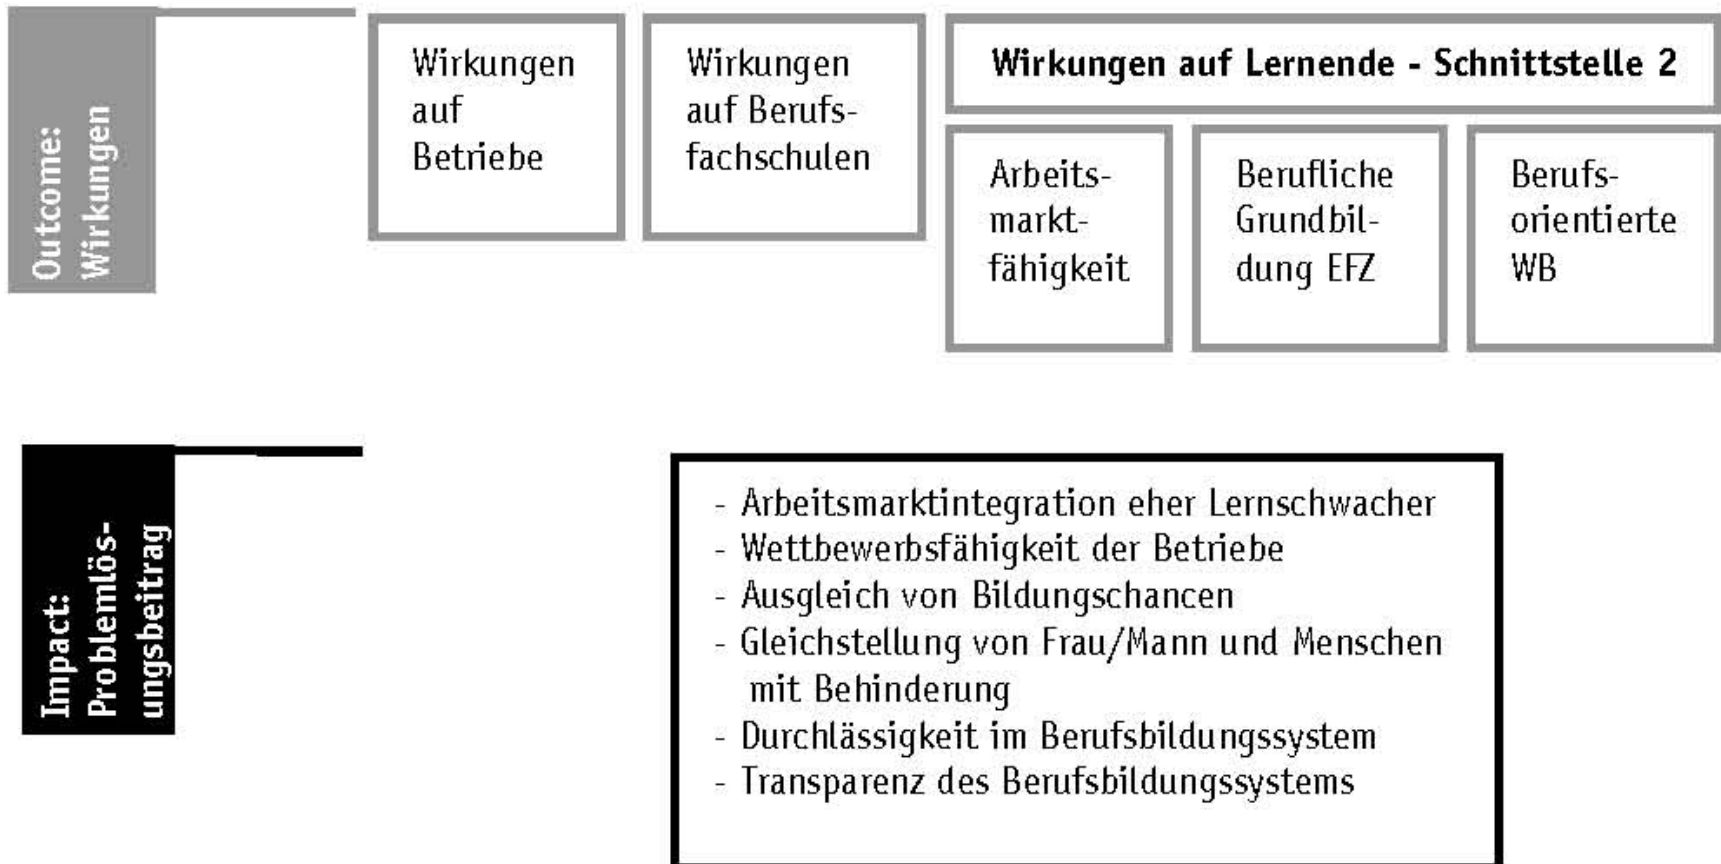 Outcome:
Wirkungen
Wirkungen
auf
Betriebe
Wirkungen
auf Berufs-
fachschulen
Wirkungen auf Lernende - Schnittstelle 2
Arbeits-
markt-
fähigkeit
Berufliche
Grundbil-
dung EFZ
Berufs-
orientierte
WB
Impact:
Problemlös-
ungsbeitrag
- Arbeitsmarktintegration eher Lernschwacher
- Wettbewerbsfähigkeit der Betriebe
- Ausgleich von Bildungschancen
- Gleichstellung von Frau/Mann und Menschen
mit Behinderung
- Durchlässigkeit im Berufsbildungssystem
- Transparenz des Berufsbildungssystems